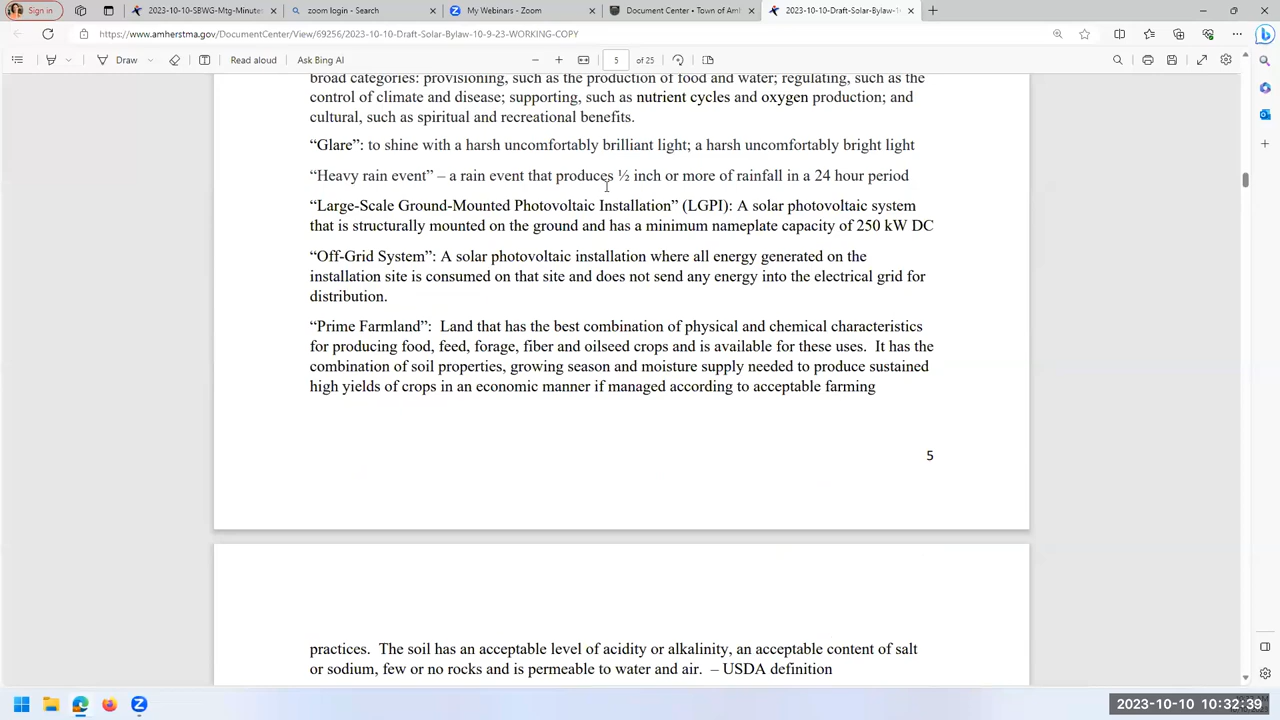 Sign in
2023-10-10-SBWG-Mtg-Minutes
zoom login - Search
My Webinars - Zoom
Document Center • Town of Am
2023-10-10-Draft-Solar-Bylaw-10
https://www.amherstma.gov/DocumentCenter/View/69256/2023-10-10-Draft-Solar-Bylaw-10-9-23-WORKING-COPY
Draw
Read aloud
Ask Bing AI
5
of 25
broad categories: provisioning, such as the production of food and water; regulating, such as the
control of climate and disease; supporting, such as nutrient cycles and oxygen production; and
cultural, such as spiritual and recreational benefits.
“Glare”: to shine with a harsh uncomfortably brilliant light; a harsh uncomfortably bright light
“Heavy rain event” – a rain event that produces ½ inch or more of rainfall in a 24 hour period
“Large-Scale Ground-Mounted Photovoltaic Installation” (LGPI): A solar photovoltaic system
that is structurally mounted on the ground and has a minimum nameplate capacity of 250 kW DC
“Off-Grid System”: A solar photovoltaic installation where all energy generated on the
installation site is consumed on that site and does not send any energy into the electrical grid for
distribution.
“Prime Farmland”: Land that has the best combination of physical and chemical characteristics
for producing food, feed, forage, fiber and oilseed crops and is available for these uses. It has the
combination of soil properties, growing season and moisture supply needed to produce sustained
high yields of crops in an economic manner if managed according to acceptable farming
5
practices. The soil has an acceptable level of acidity or alkalinity, an acceptable content of salt
or sodium, few or no rocks and is permeable to water and air. – USDA definition
2023-10-10 10:32:39